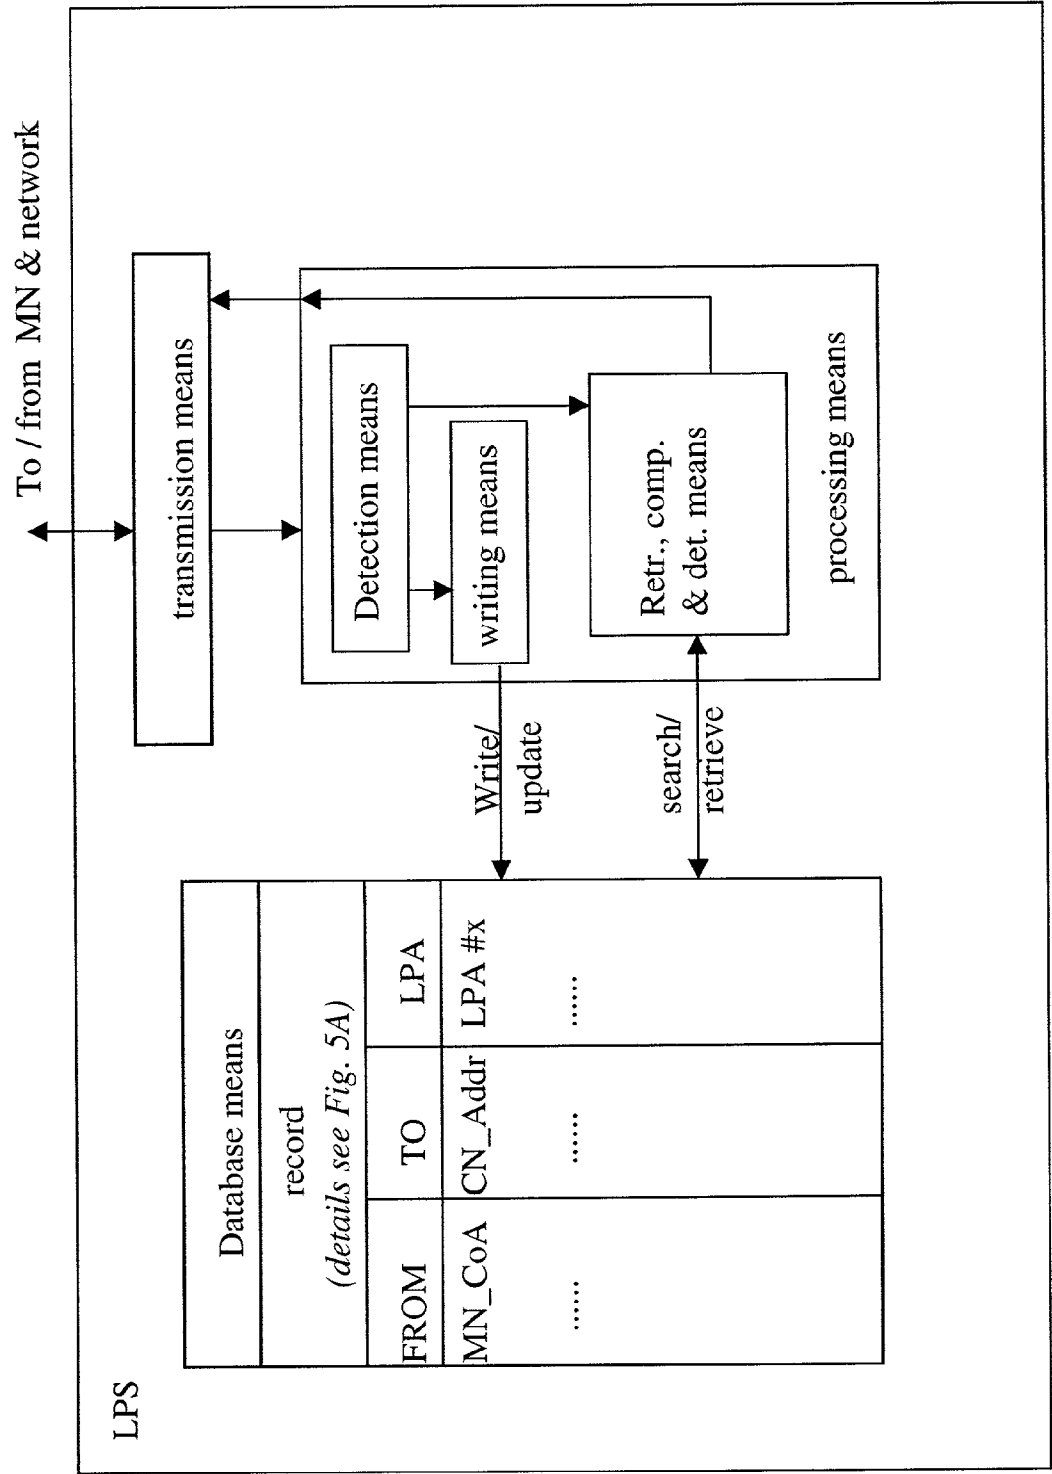 To / from MN & network
LPS
transmission means
Database means
record
(details see Fig. 5A)
FROM
TO
LPA
MN_CoA
CN_Addr
LPA #x
......
......
......
Write/
update
search/
retrieve
Detection means
writing means
Retr., comp.
& det. means
processing means